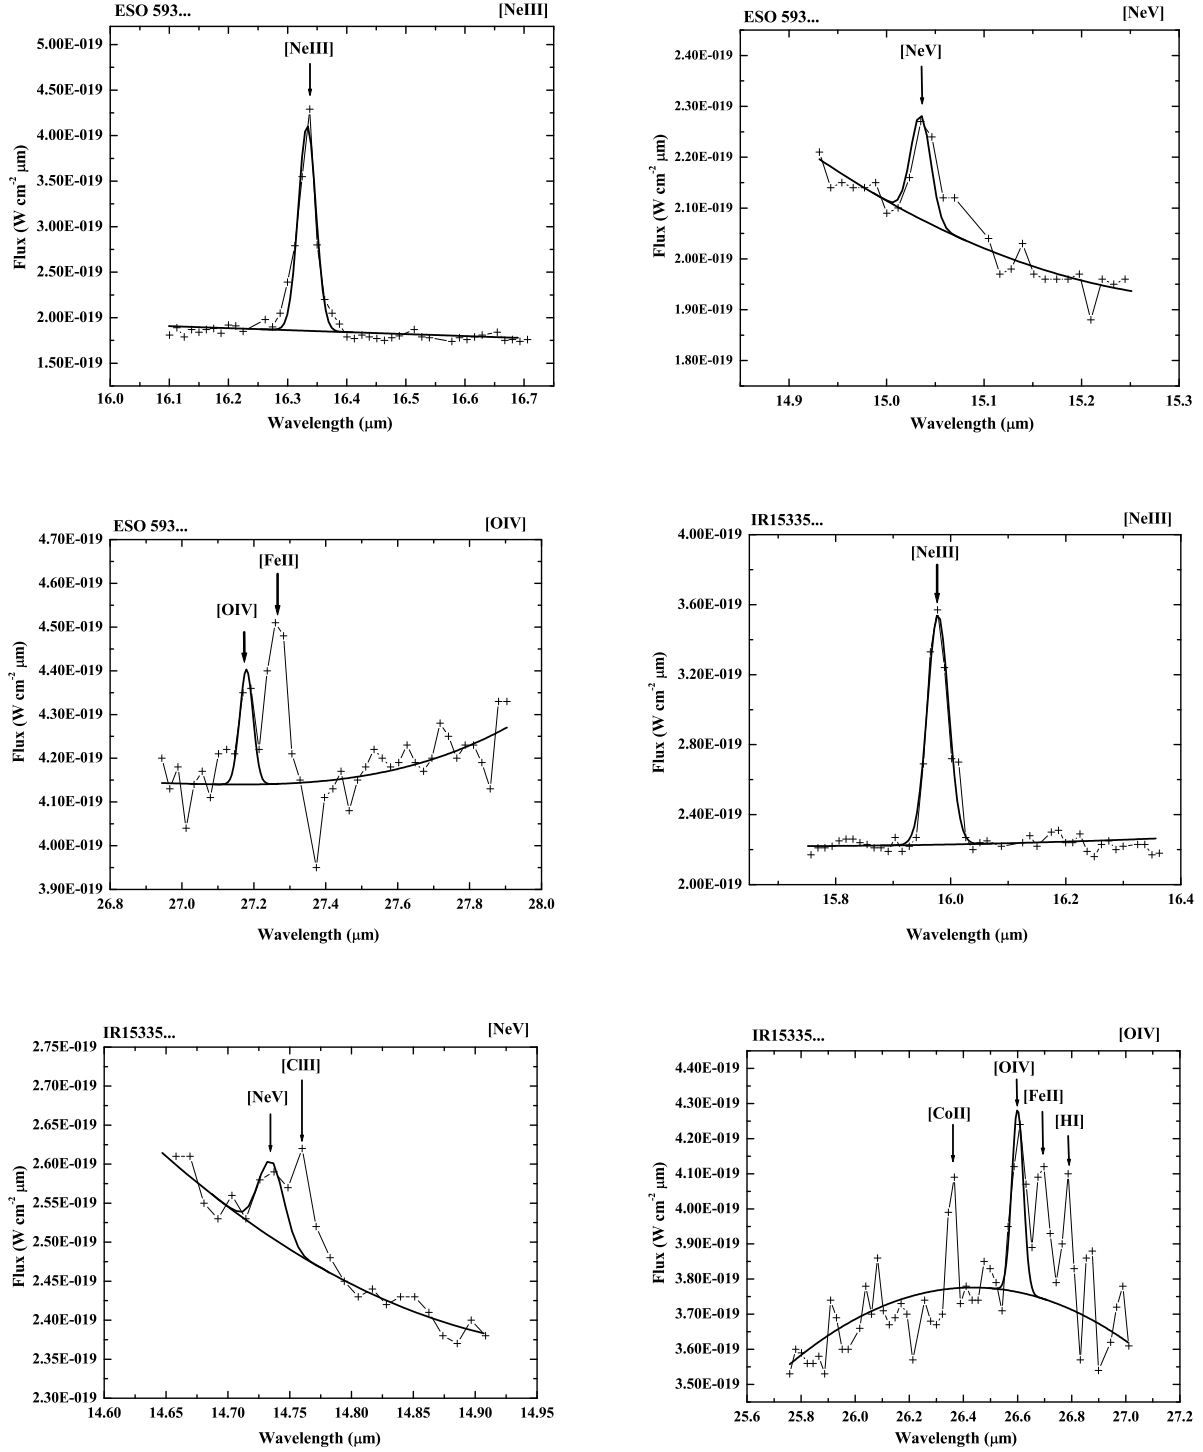 ESO 593... [NeIII]
[NeIII]
5.00E-019
4.50E-019
4.00E-019
3.50E-019
3.00E-019
2.50E-019
2.00E-019
1.50E-019
Flux (W cm-2 μm)
16.0 16.1 16.2 16.3 16.4 16.5 16.6 16.7
Wavelength (μm)
ESO 593... [NeV]
[NeV]
2.40E-019
2.30E-019
2.20E-019
2.10E-019
2.00E-019
1.90E-019
1.80E-019
Flux (W cm-2 μm)
14.9 15.0 15.1 15.2 15.3
Wavelength (μm)
ESO 593... [OIV]
[FeII]
[OIV]
4.70E-019
4.60E-019
4.50E-019
4.40E-019
4.30E-019
4.20E-019
4.10E-019
4.00E-019
3.90E-019
Flux (W cm-2 μm)
26.8 27.0 27.2 27.4 27.6 27.8 28.0
Wavelength (μm)
IR15335... [NeIII]
[NeIII]
4.00E-019
3.60E-019
3.20E-019
2.80E-019
2.40E-019
2.00E-019
Flux (W cm-2 μm)
15.8 16.0 16.2 16.4
Wavelength (μm)
IR15335... [NeV]
[ClII]
[NeV]
2.75E-019
2.70E-019
2.65E-019
2.60E-019
2.55E-019
2.50E-019
2.45E-019
2.40E-019
2.35E-019
2.30E-019
Flux (W cm-2 μm)
14.60 14.65 14.70 14.75 14.80 14.85 14.90 14.95
Wavelength (μm)
IR15335... [OIV]
[OIV]
[FeII]
[CoII] [HI]
4.40E-019
4.30E-019
4.20E-019
4.10E-019
4.00E-019
3.90E-019
3.80E-019
3.70E-019
3.60E-019
3.50E-019
Flux (W cm-2 μm)
25.6 25.8 26.0 26.2 26.4 26.6 26.8 27.0 27.2
Wavelength (μm)